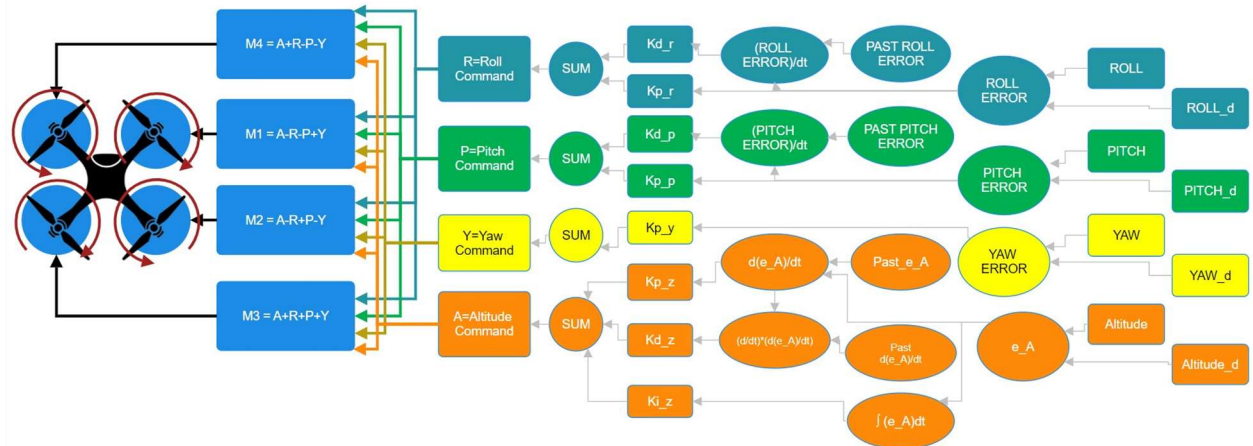 M4 = A+R-P-Y
M1 = A-R-P+Y
M2 = A-R+P-Y
M3 = A+R+P+Y
R=Roll
Command
P=Pitch
Command
Y=Yaw
Command
A=Altitude
Command
SUM
SUM
SUM
SUM
Kd_r
Kp_r
Kd_p
Kp_p
Kp_y
Kp_z
Kd_z
Ki_z
(ROLL
ERROR)/dt
PAST ROLL
ERROR
(PITCH
ERROR)/dt
PAST PITCH
ERROR
d(e_A)/dt
Past_e_A
(d/dt)*(d(e_A)/dt)
Past
d(e_A)/dt
∫ (e_A)dt
ROLL
ERROR
PITCH
ERROR
YAW
ERROR
e_A
ROLL
ROLL_d
PITCH
PITCH_d
YAW
YAW_d
Altitude
Altitude_d